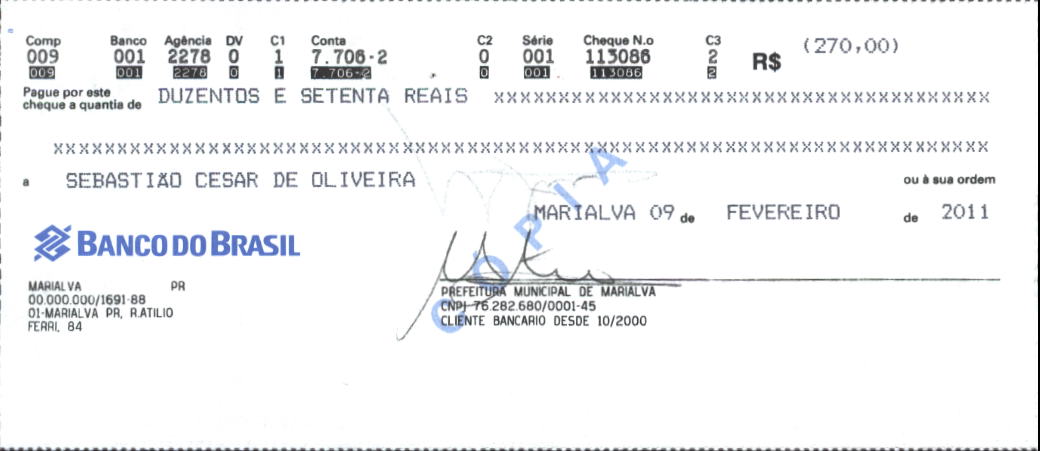 Comp Banco Agência DV C1 Conta C2 Série Cheque N.o C3
009 001 2278 0 1 7.706-2 0 001 113086 2 R$ (270,00)
009 001 2278 0 1 7.706-2 0 001 113086 2
Pague por este
cheque a quantia de DUZENTOS E SETENTA REAIS XXXXXXXXXXXXXXXXXXXXXXXXXXXXXXXXXXXXXXXXXXXXXX
XXXXXXXXXXXXXXXXXXXXXXXXXXXXXXXXXXXXXXXXXXXXXXXXXXXXXXXXXXXXXXXXXXXXXXXXXXXXXXXXXXXXXXX
a SEBASTIÃO CESAR DE OLIVEIRA ou à sua ordem
MARIALVA 09 de FEVEREIRO de 2011
BANCO DO BRASIL
CÓPIA
MARIALVA PR
00.000.000/1691-88
01-MARIALVA PR, R.ATILIO
FERRI, 84
PREFEITURA MUNICIPAL DE MARIALVA
CNPJ 76.282.680/0001-45
CLIENTE BANCARIO DESDE 10/2000